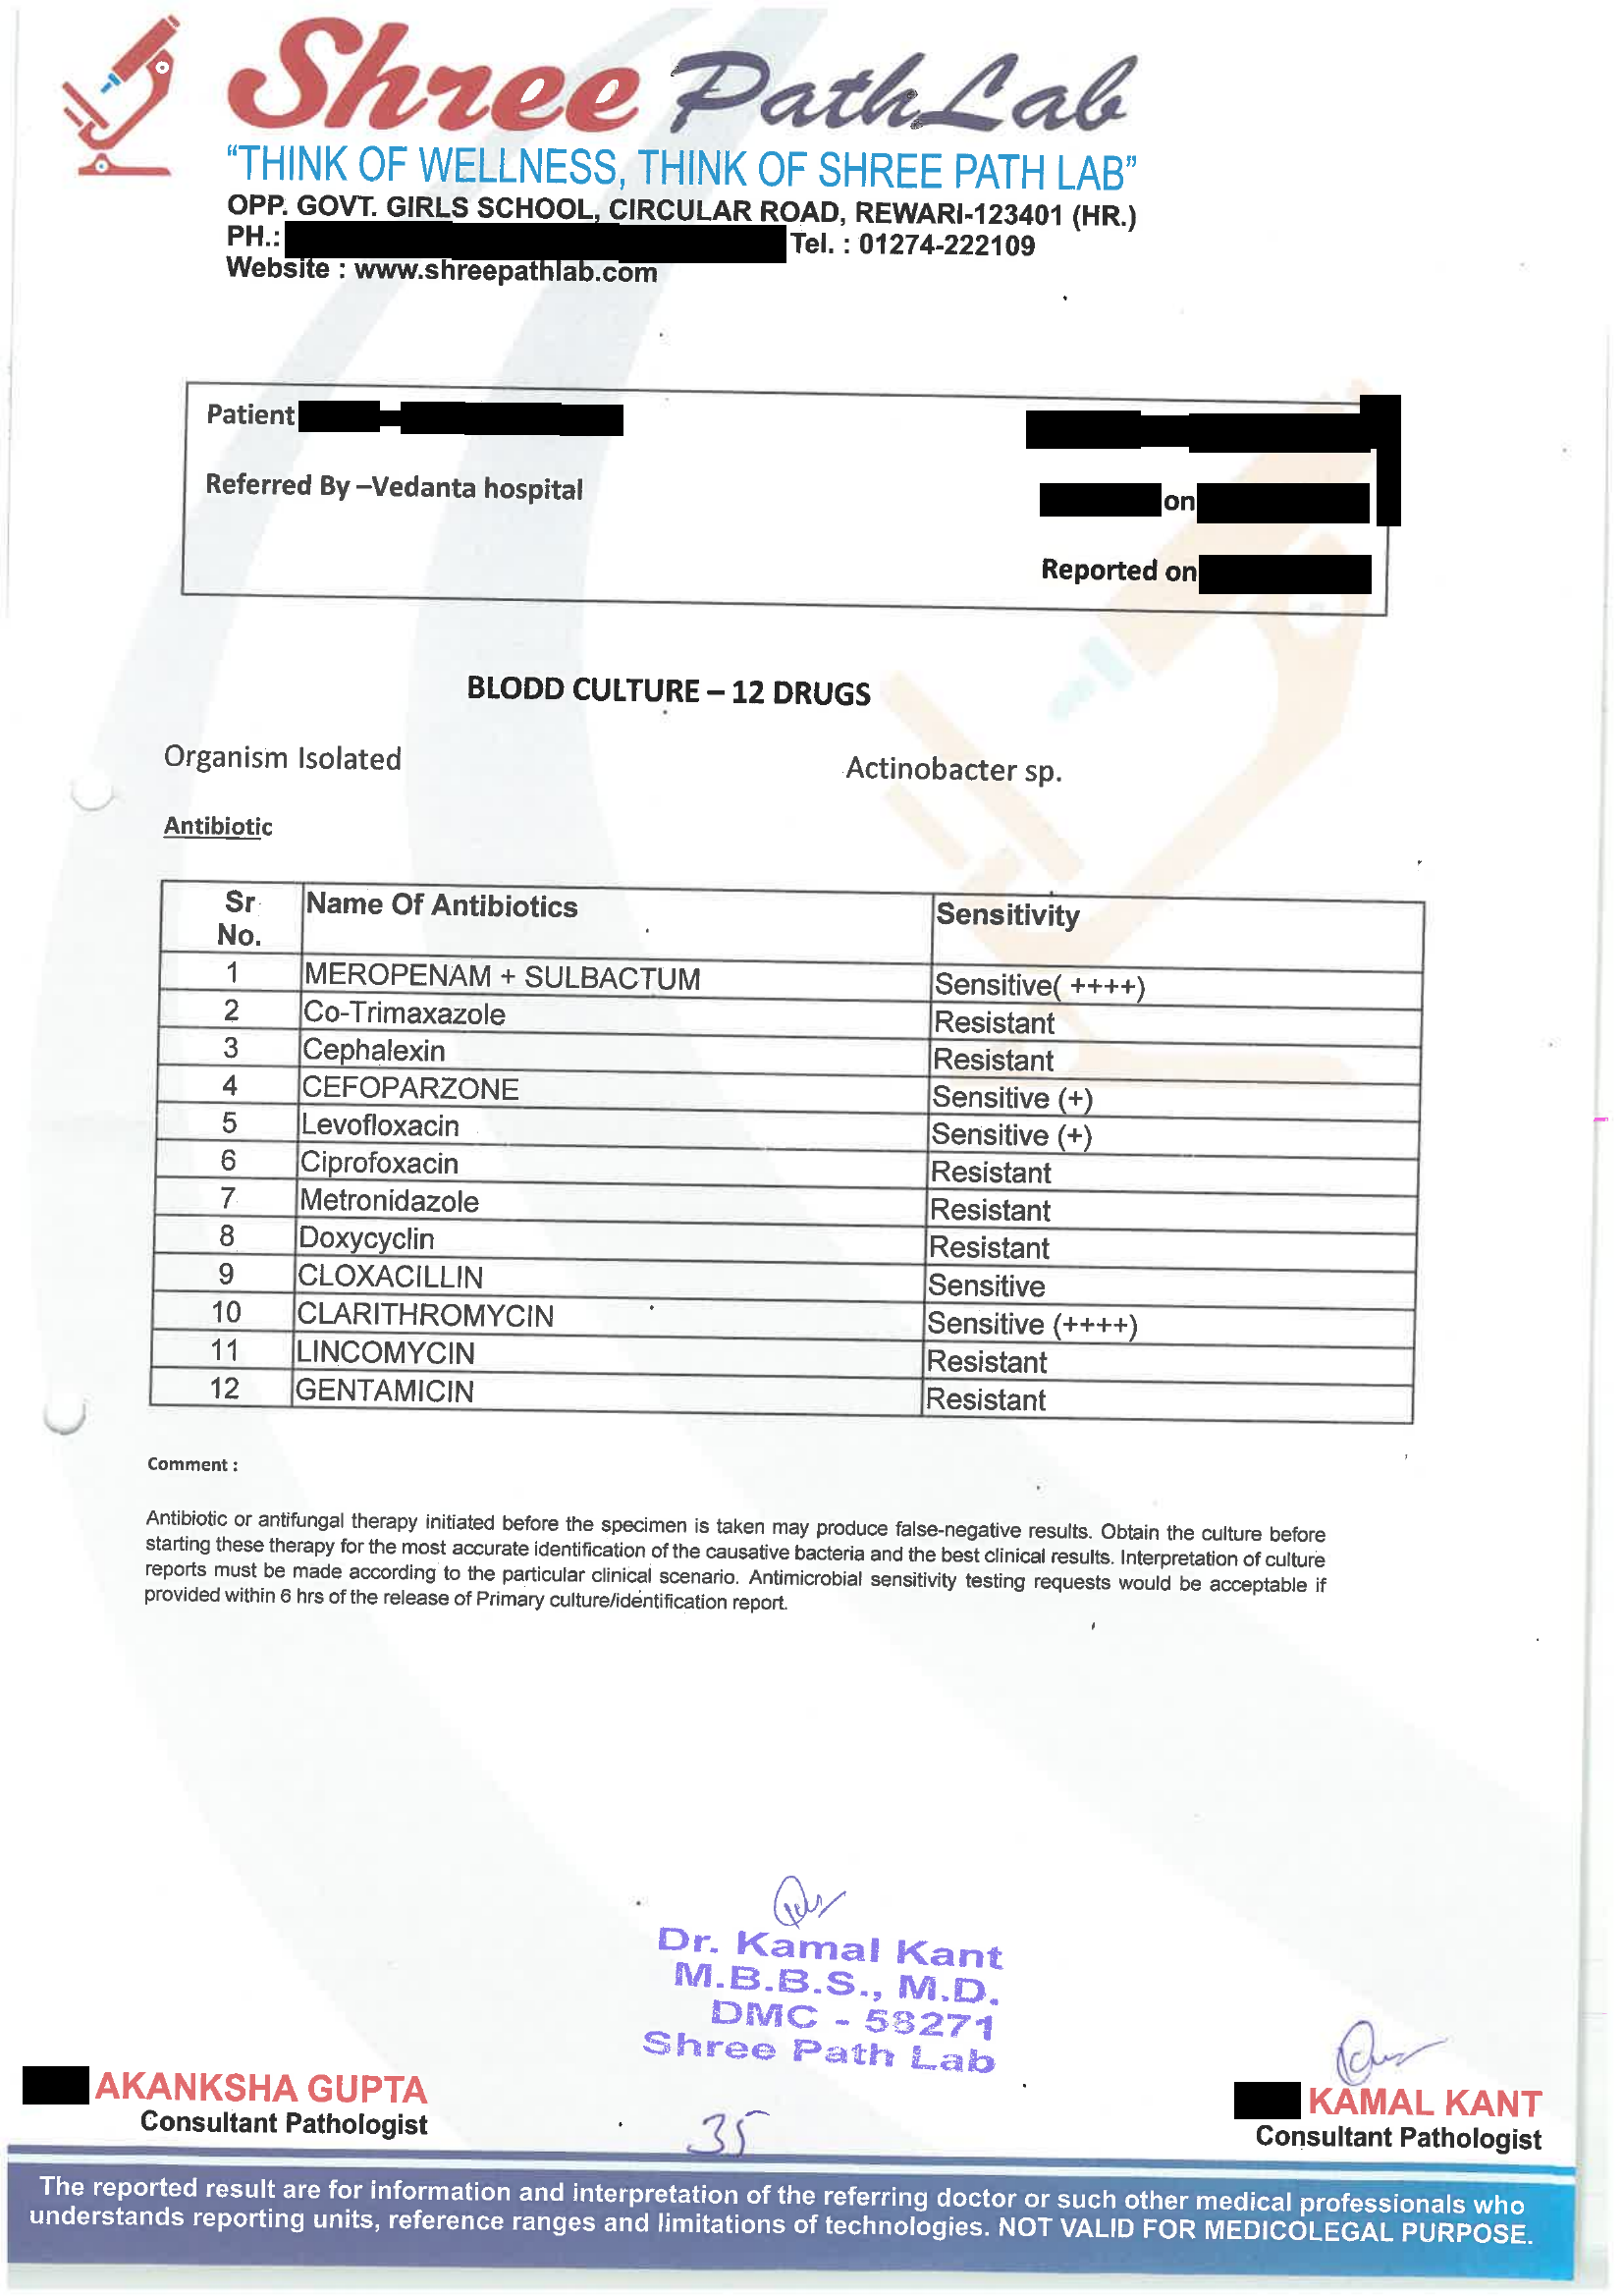 Shree Path Lab
“THINK OF WELLNESS, THINK OF SHREE PATH LAB”
OPP. GOVT. GIRLS SCHOOL, CIRCULAR ROAD, REWARI-123401 (HR.)
PH.: Tel. : 01274-222109
Website : www.shreepathlab.com
Patient
Referred By –Vedanta hospital
on
Reported on
BLODD CULTURE – 12 DRUGS
Organism Isolated Actinobacter sp.
Antibiotic
Sr No. Name Of Antibiotics Sensitivity
1 MEROPENAM + SULBACTUM Sensitive( ++++)
2 Co-Trimaxazole Resistant
3 Cephalexin Resistant
4 CEFOPARZONE Sensitive (+)
5 Levofloxacin Sensitive (+)
6 Ciprofoxacin Resistant
7 Metronidazole Resistant
8 Doxycyclin Resistant
9 CLOXACILLIN Sensitive
10 CLARITHROMYCIN Sensitive (++++)
11 LINCOMYCIN Resistant
12 GENTAMICIN Resistant
Comment :
Antibiotic or antifungal therapy initiated before the specimen is taken may produce false-negative results. Obtain the culture before
starting these therapy for the most accurate identification of the causative bacteria and the best clinical results. Interpretation of culture
reports must be made according to the particular clinical scenario. Antimicrobial sensitivity testing requests would be acceptable if
provided within 6 hrs of the release of Primary culture/identification report.
Dr. Kamal Kant
M.B.B.S., M.D.
DMC - 58271
Shree Path Lab
AKANKSHA GUPTA
Consultant Pathologist
35
KAMAL KANT
Consultant Pathologist
The reported result are for information and interpretation of the referring doctor or such other medical professionals who
understands reporting units, reference ranges and limitations of technologies. NOT VALID FOR MEDICOLEGAL PURPOSE.